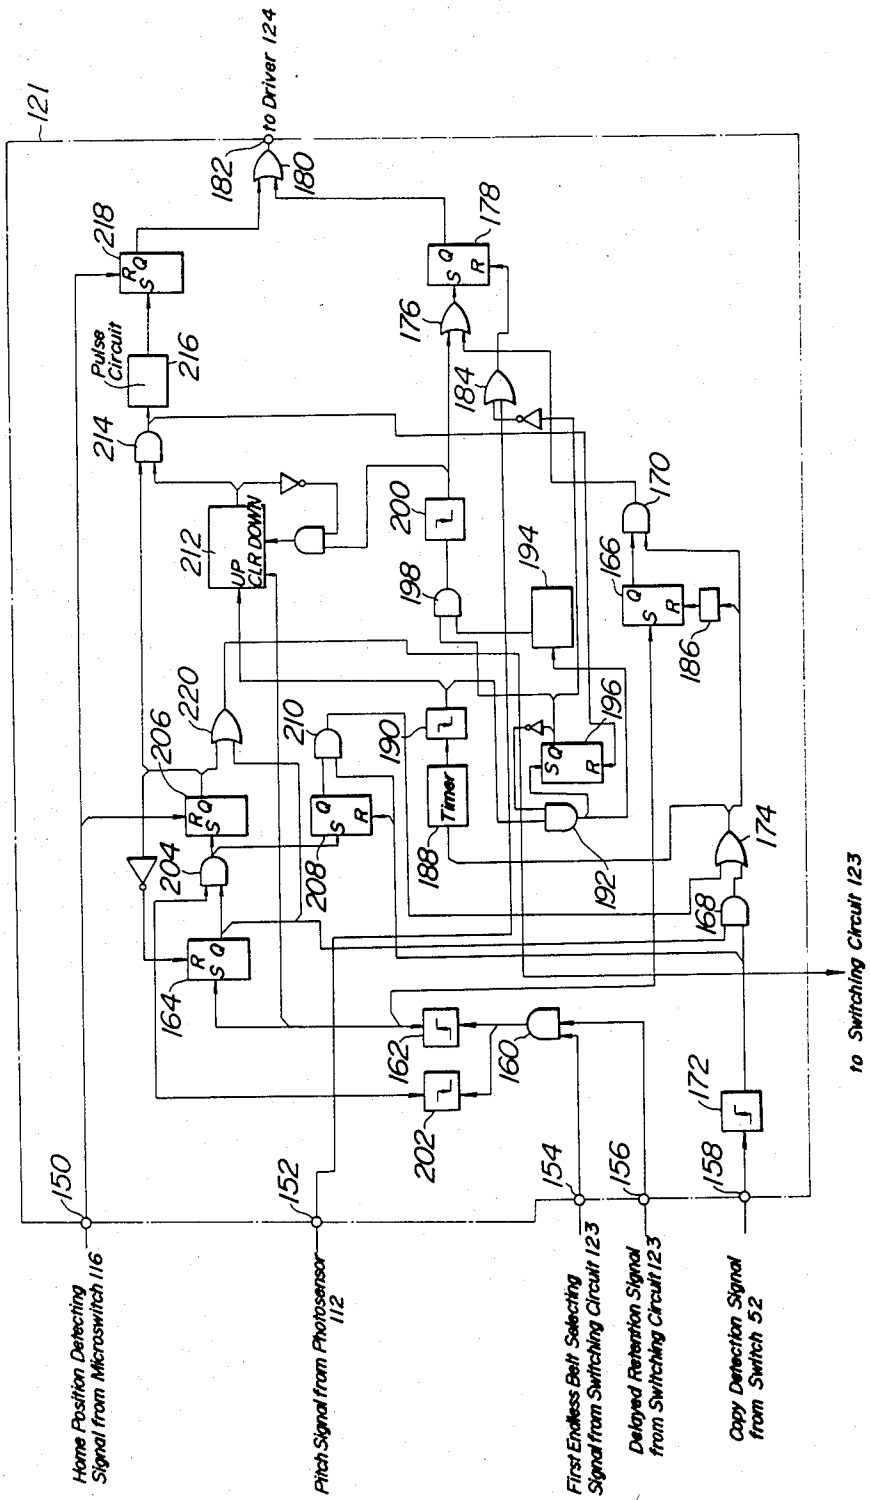 121
Home Position Detecting
Signal from Microswitch 116
150
Pitch Signal from Photosensor
112
152
First Endless Belt Selecting
Signal from Switching Circuit 123
154
Delayed Retention Signal
from Switching Circuit 123
156
Copy Detection Signal
from Switch 52
158
to Switching Circuit 123
to Driver 124
182
180
218
R
S
Q
Pulse
Circuit
216
214
212
UP
CLR
DOWN
220
206
R
S
Q
204
164
R
S
Q
210
208
Q
S
R
200
198
194
190
188
Timer
192
196
S
Q
R
202
162
160
172
168
174
170
166
Q
S
R
186
176
178
S
Q
R
184